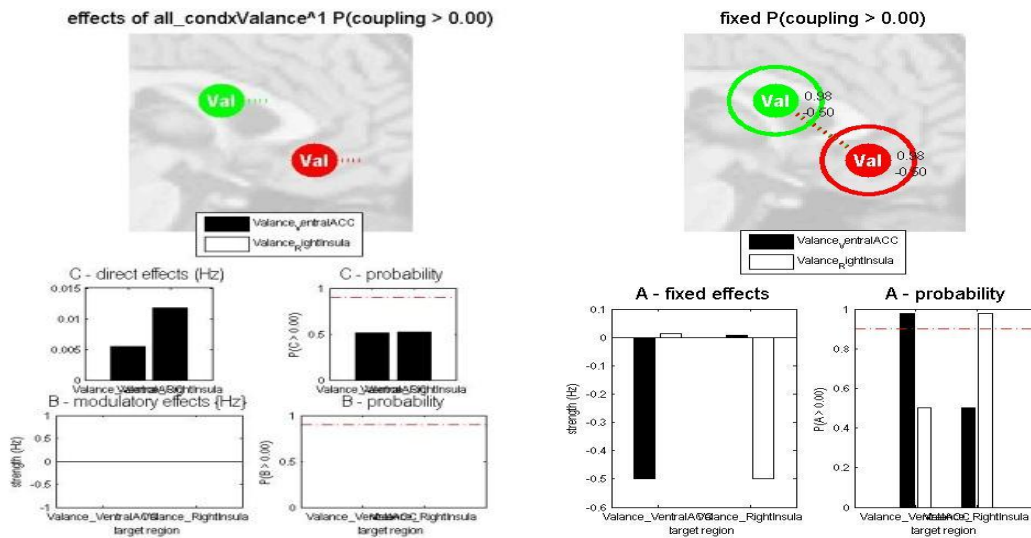 effects of all_condxValance^1 P(coupling > 0.00)
Val
Val
Valance_VentralACC
Valance_RightInsula
C - direct effects (Hz)
0.015
0.01
0.005
0
C - probability
P(C > 0.00)
1
0.5
0
B - modulatory effects {Hz}
strength (Hz)
1
0.5
0
-0.5
-1
Valance_VentralACC Valance_RightInsula
target region
B - probability
P(B > 0.00)
1
0.5
0
target region
fixed P(coupling > 0.00)
Val
0.98
-0.50
Val
0.98
-0.50
Valance_VentralACC
Valance_RightInsula
A - fixed effects
strength (Hz)
0.1
0
-0.1
-0.2
-0.3
-0.4
-0.5
-0.6
Valance_VentralACC Valance_RightInsula
target region
A - probability
P(A > 0.00)
1
0.8
0.6
0.4
0.2
0
target region